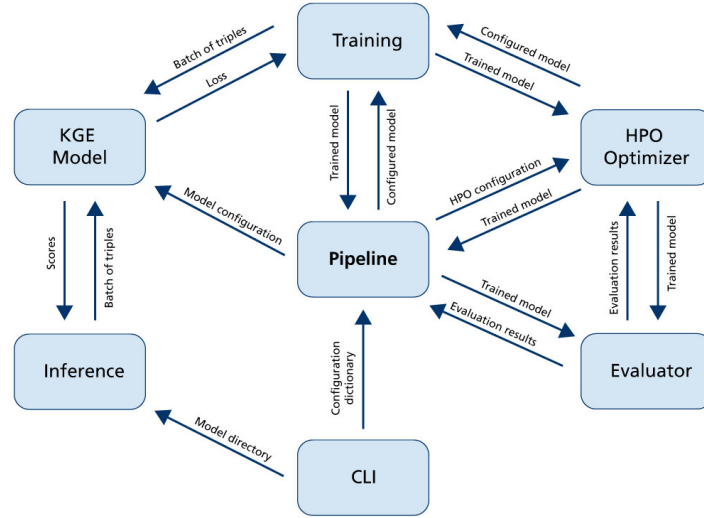 Training
Batch of triples
Loss
Configured model
Trained model
KGE
Model
HPO
Optimizer
Trained model
Configured model
Model configuration
HPO configuration
Trained model
Pipeline
Scores
Batch of triples
Evaluation results
Trained model
Trained model
Evaluation results
Inference
Evaluator
Configuration
dictionary
Model directory
CLI